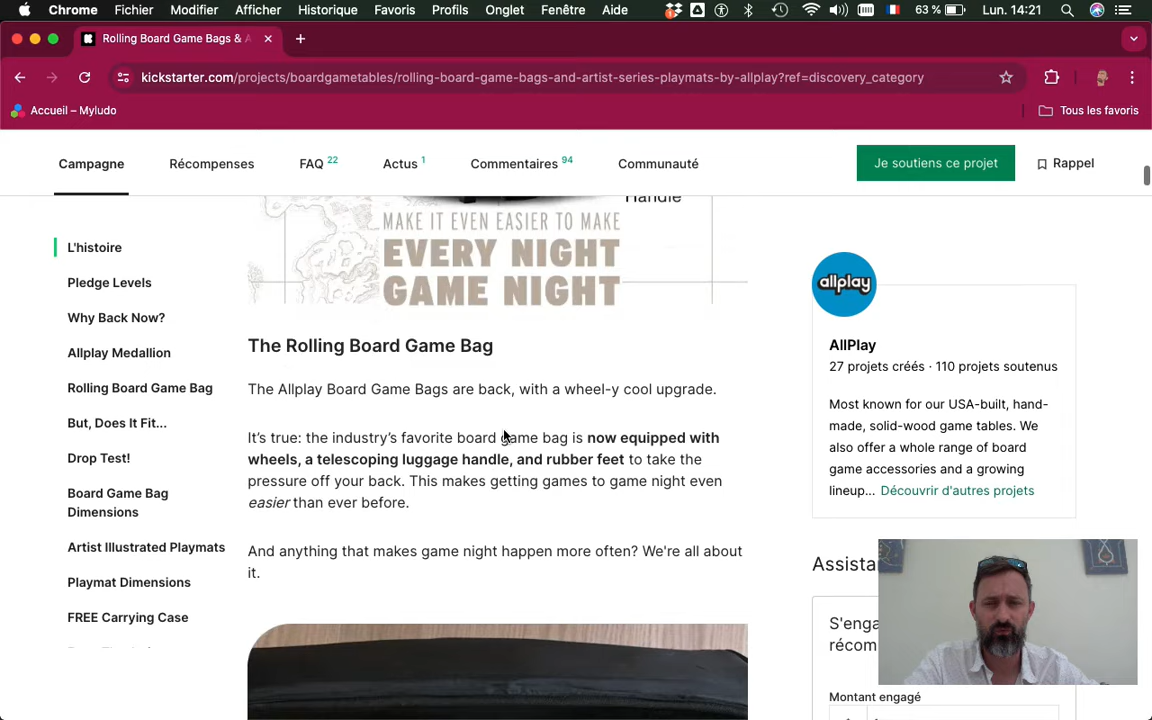 Chrome Fichier Modifier Afficher Historique Favoris Profils Onglet Fenêtre Aide 63 % Lun. 14:21
Rolling Board Game Bags & A
kickstarter.com/projects/boardgametables/rolling-board-game-bags-and-artist-series-playmats-by-allplay?ref=discovery_category
Accueil – Myludo
Tous les favoris
Campagne Récompenses FAQ 22 Actus 1 Commentaires 94 Communauté Je soutiens ce projet Rappel
Handle
MAKE IT EVEN EASIER TO MAKE
EVERY NIGHT
GAME NIGHT
L'histoire
Pledge Levels
Why Back Now?
Allplay Medallion
Rolling Board Game Bag
But, Does It Fit...
Drop Test!
Board Game Bag
Dimensions
Artist Illustrated Playmats
Playmat Dimensions
FREE Carrying Case
The Rolling Board Game Bag
The Allplay Board Game Bags are back, with a wheel-y cool upgrade.
It's true: the industry's favorite board game bag is now equipped with
wheels, a telescoping luggage handle, and rubber feet to take the
pressure off your back. This makes getting games to game night even
easier than ever before.
And anything that makes game night happen more often? We're all about
it.
allplay
AllPlay
27 projets créés · 110 projets soutenus
Most known for our USA-built, hand-
made, solid-wood game tables. We
also offer a whole range of board
game accessories and a growing
lineup... Découvrir d'autres projets
Assista
S'enga
récom
Montant engagé